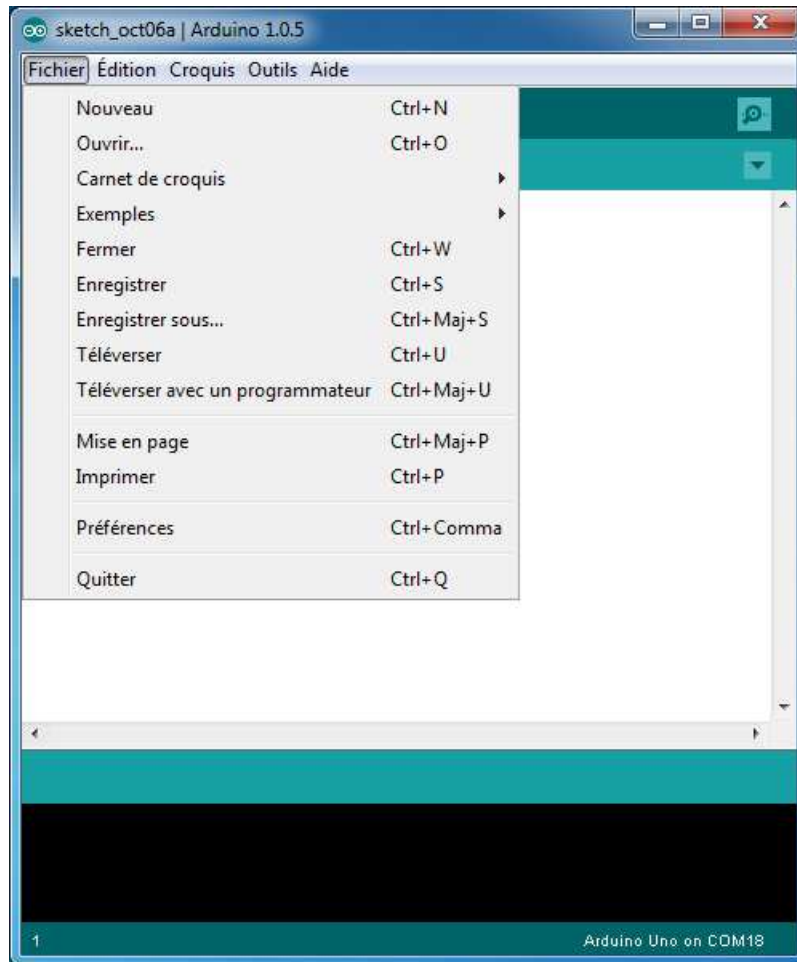 sketch_oct06a | Arduino 1.0.5
Fichier Édition Croquis Outils Aide
Nouveau Ctrl+N
Ouvrir... Ctrl+O
Carnet de croquis
Exemples
Fermer Ctrl+W
Enregistrer Ctrl+S
Enregistrer sous... Ctrl+Maj+S
Téléverser Ctrl+U
Téléverser avec un programmateur Ctrl+Maj+U
Mise en page Ctrl+Maj+P
Imprimer Ctrl+P
Préférences Ctrl+Comma
Quitter Ctrl+Q
1 Arduino Uno on COM18